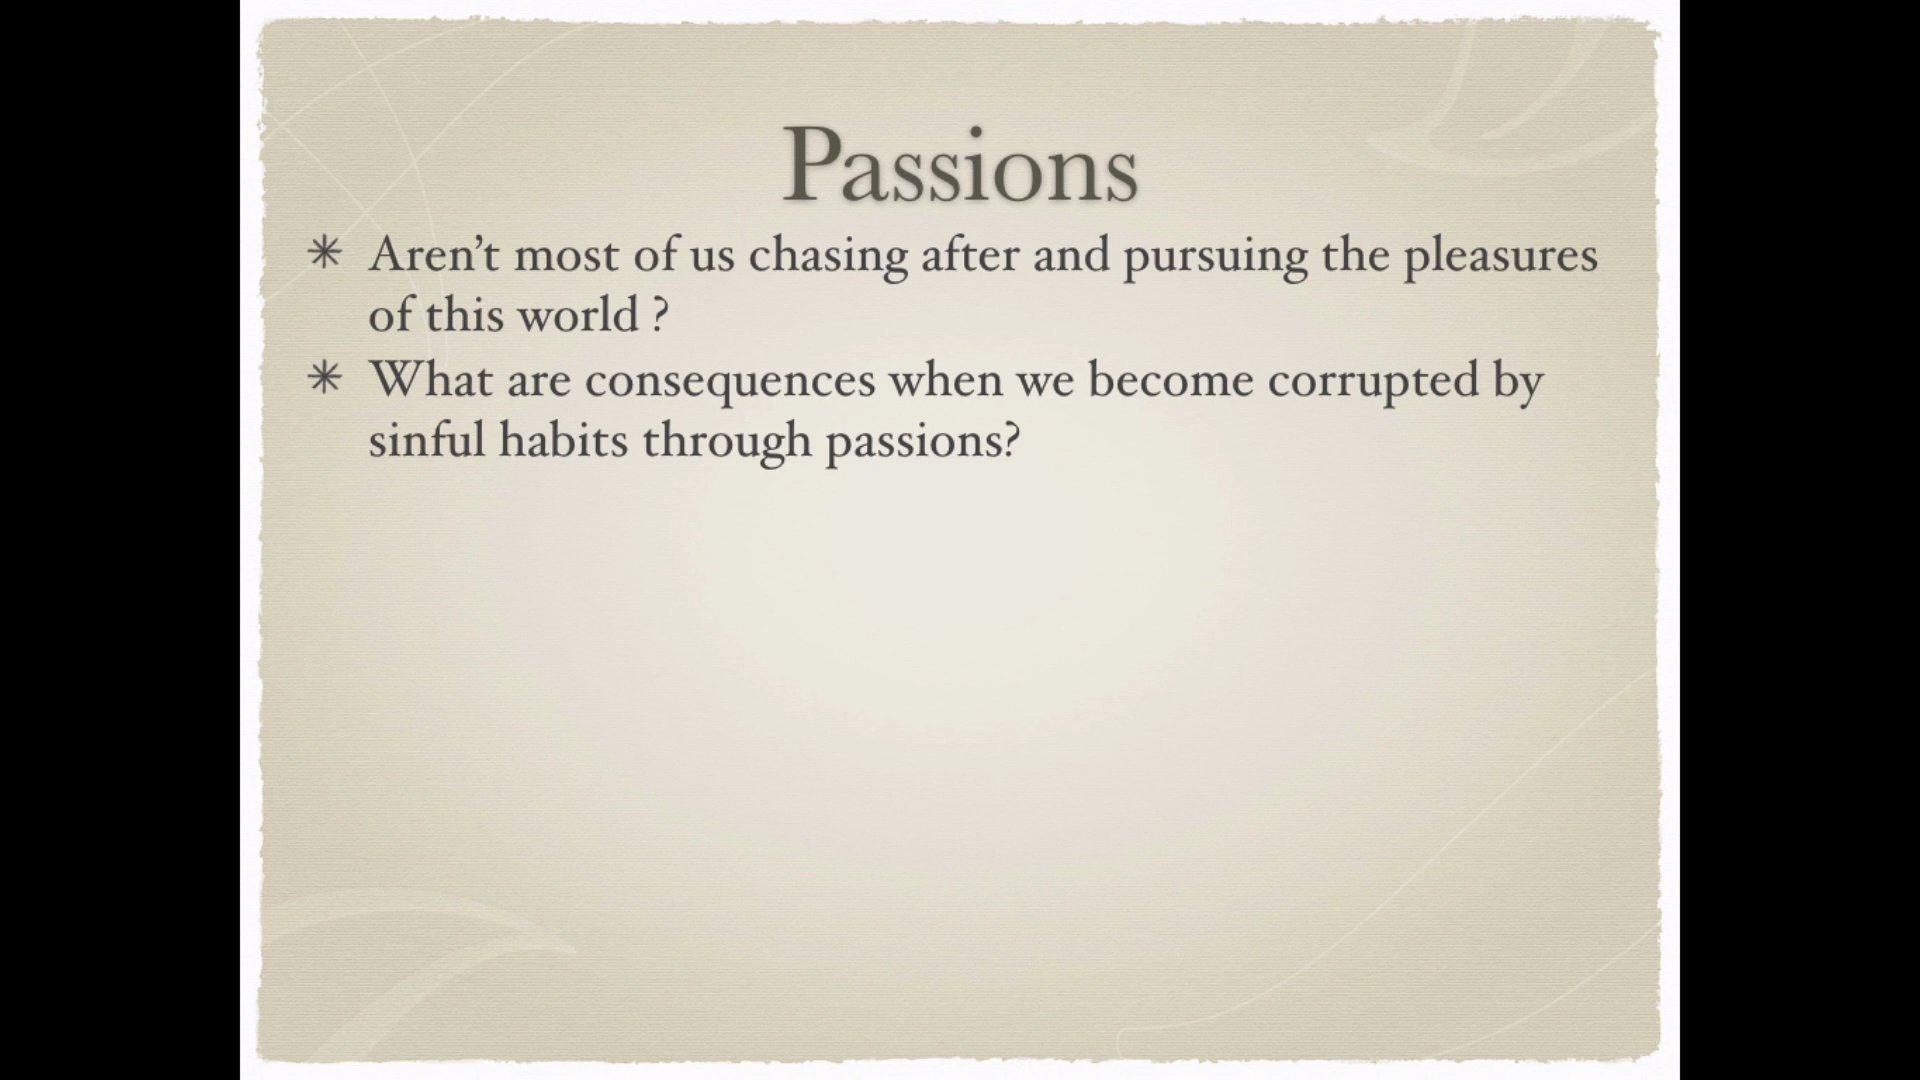 Passions
✳ Aren’t most of us chasing after and pursuing the pleasures
of this world ?
✳ What are consequences when we become corrupted by
sinful habits through passions?